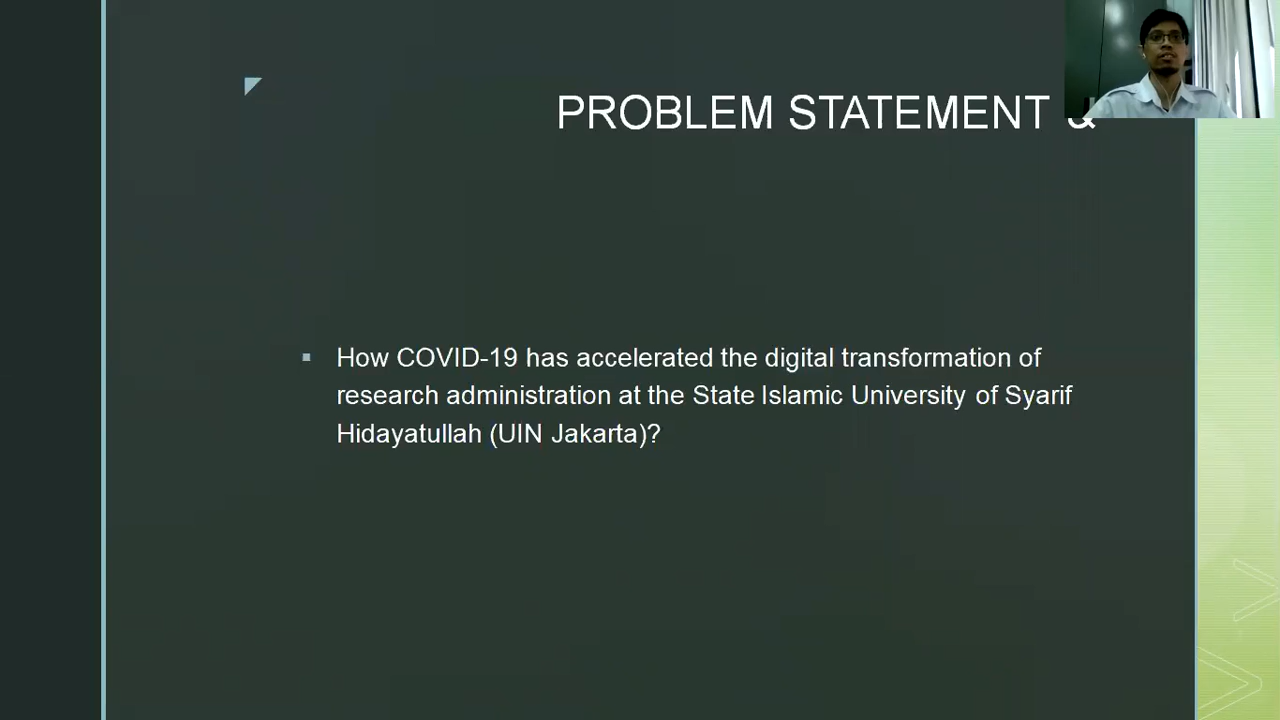 PROBLEM STATEMENT &
How COVID-19 has accelerated the digital transformation of
research administration at the State Islamic University of Syarif
Hidayatullah (UIN Jakarta)?